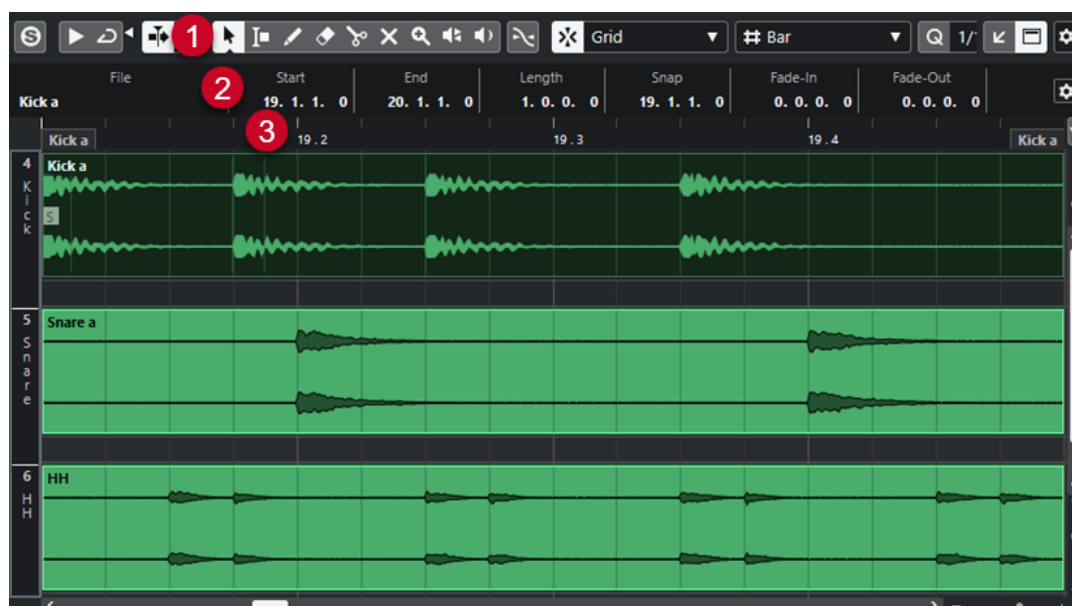 1 Grid Bar Q 1/
File Start End Length Snap Fade-In Fade-Out
2
Kick a 19. 1. 1. 0 20. 1. 1. 0 1. 0. 0. 0 19. 1. 1. 0 0. 0. 0. 0 0. 0. 0. 0
3
Kick a 19.2 19.3 19.4 Kick a
4 Kick a
Kick
S
5 Snare a
Snare
6 HH
HH